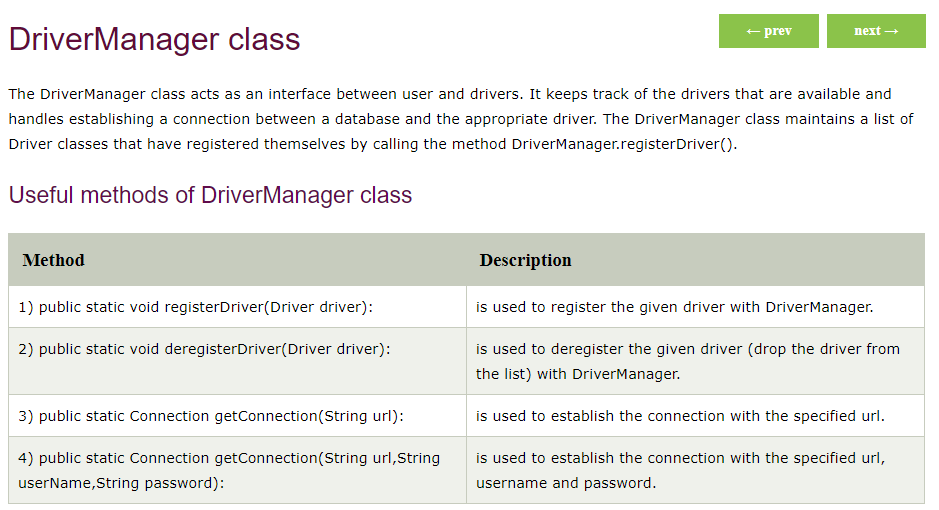 DriverManager class
← prev
next →
The DriverManager class acts as an interface between user and drivers. It keeps track of the drivers that are available and
handles establishing a connection between a database and the appropriate driver. The DriverManager class maintains a list of
Driver classes that have registered themselves by calling the method DriverManager.registerDriver().
Useful methods of DriverManager class
Method
Description
1) public static void registerDriver(Driver driver):
is used to register the given driver with DriverManager.
2) public static void deregisterDriver(Driver driver):
is used to deregister the given driver (drop the driver from
the list) with DriverManager.
3) public static Connection getConnection(String url):
is used to establish the connection with the specified url.
4) public static Connection getConnection(String url,String
userName,String password):
is used to establish the connection with the specified url,
username and password.